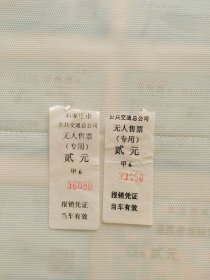 石家庄市
公共交通总公司
无人售票
（专用）
贰元
甲6
96080
报销凭证
当车有效
公共交通总公司
无人售票
（专用）
贰元
甲6
报销凭证
当车有效